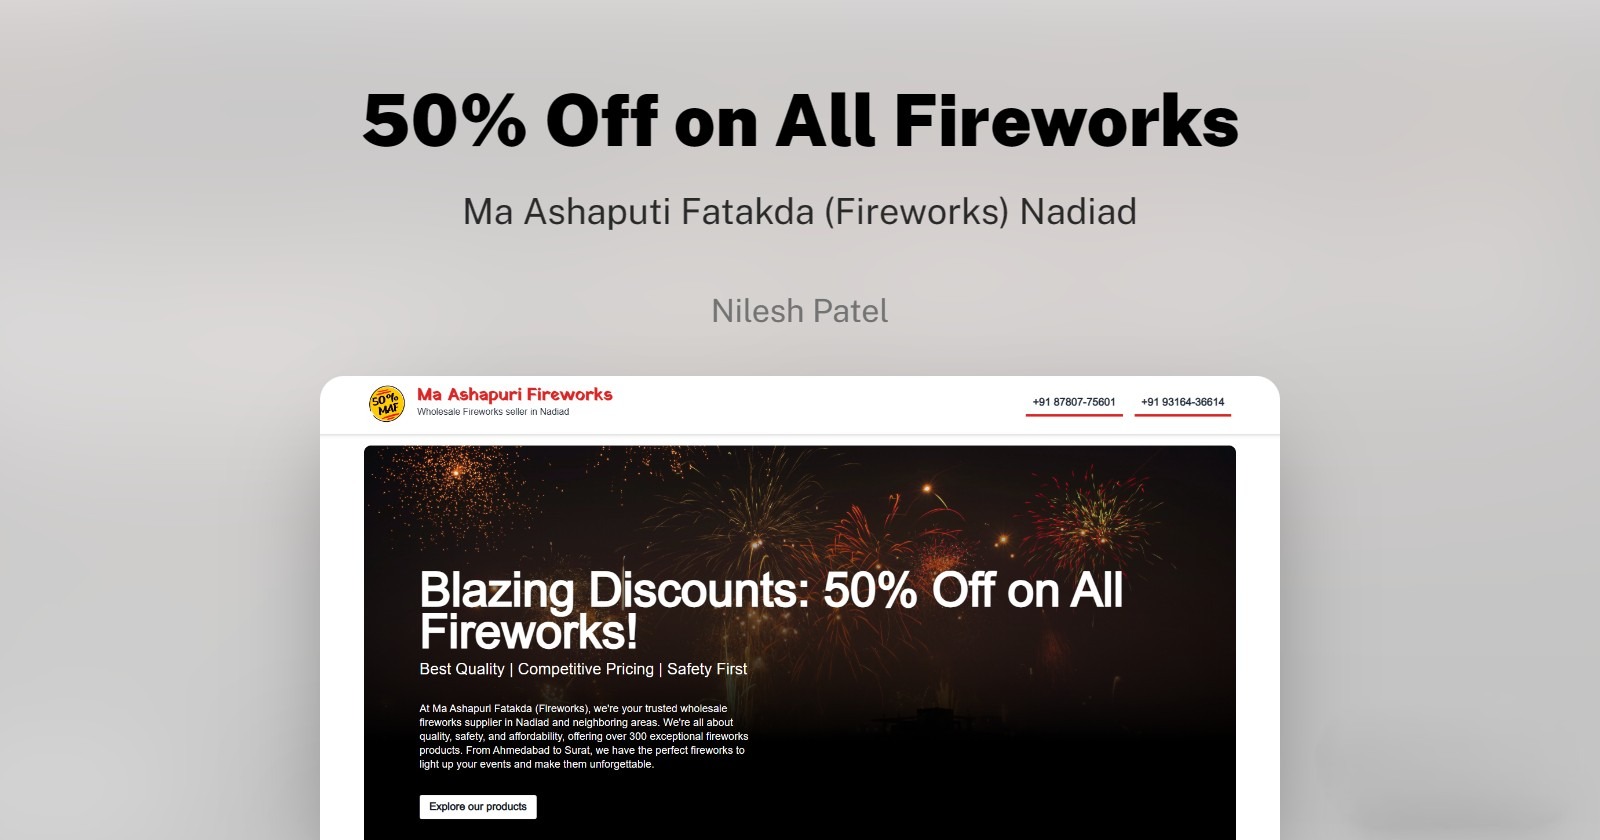 50% Off on All Fireworks
Ma Ashaputi Fatakda (Fireworks) Nadiad
Nilesh Patel
50%
MAF
Ma Ashapuri Fireworks
Wholesale Fireworks seller in Nadiad
+91 87807-75601
+91 93164-36614
Blazing Discounts: 50% Off on All
Fireworks!
Best Quality | Competitive Pricing | Safety First
At Ma Ashapuri Fatakda (Fireworks), we're your trusted wholesale
fireworks supplier in Nadiad and neighboring areas. We're all about
quality, safety, and affordability, offering over 300 exceptional fireworks
products. From Ahmedabad to Surat, we have the perfect fireworks to
light up your events and make them unforgettable.
Explore our products